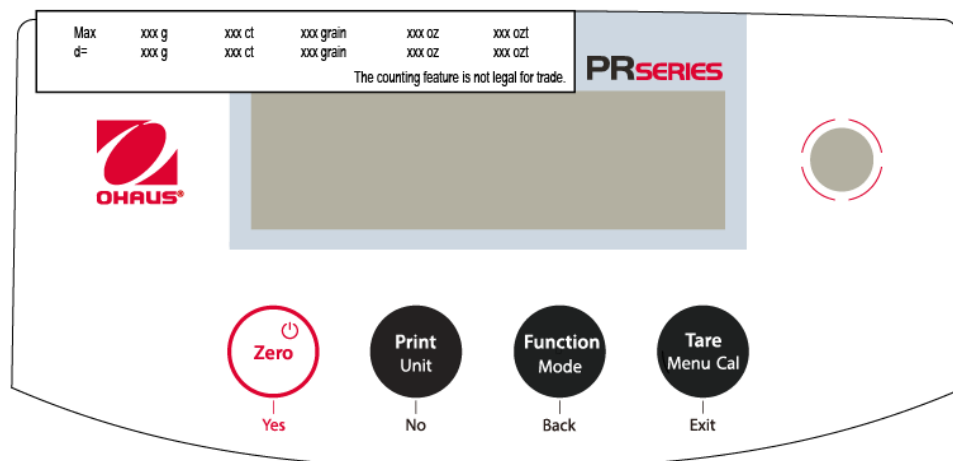 Max xxx g xxx ct xxx grain xxx oz xxx ozt
d= xxx g xxx ct xxx grain xxx oz xxx ozt
The counting feature is not legal for trade.
PRSERIES
OHAUS®
Zero
Print
Unit
Function
Mode
Tare
Menu Cal
Yes
No
Back
Exit